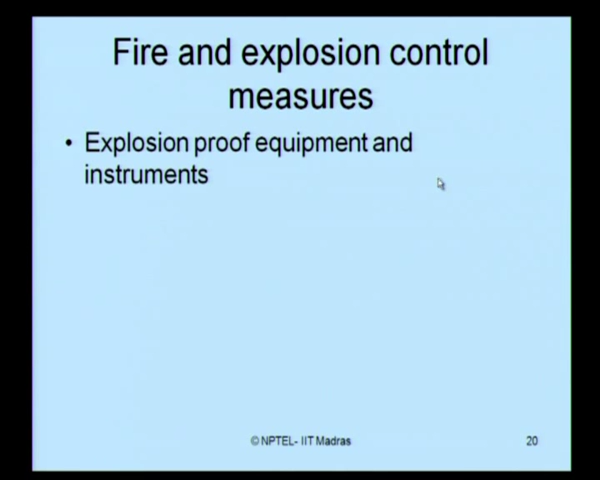 Fire and explosion control
measures
• Explosion proof equipment and
instruments
© NPTEL- IIT Madras
20